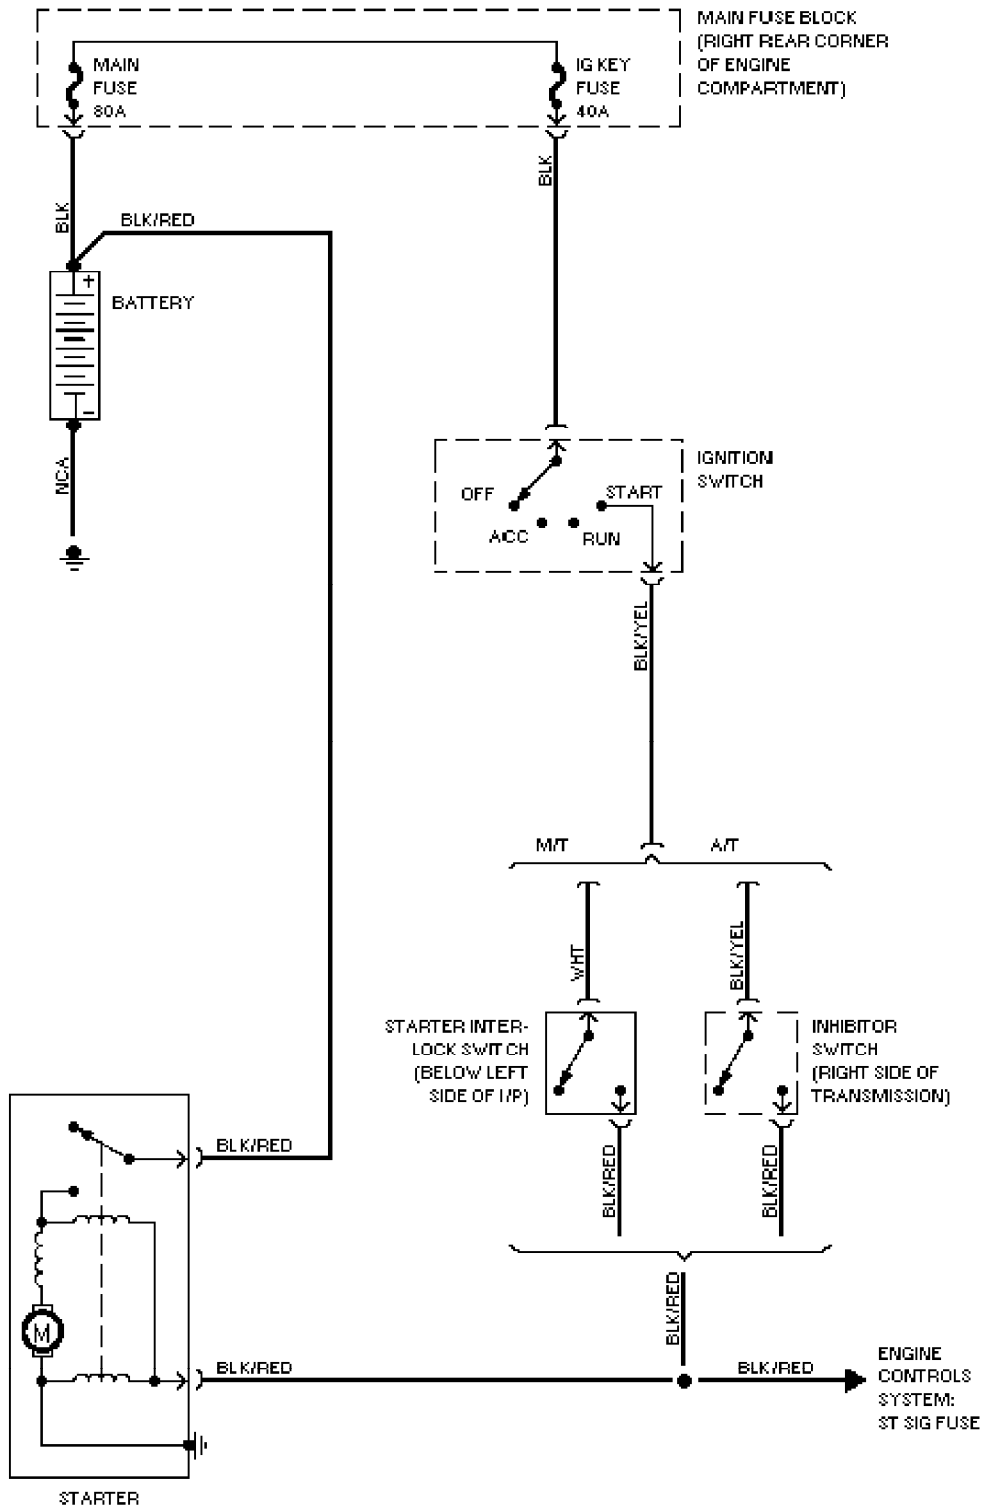 MAIN FUSE BLOCK
(RIGHT REAR CORNER
OF ENGINE
COMPARTMENT)
MAIN
FUSE
80A
IG KEY
FUSE
40A
BLK
BLK
BLK/RED
+
BATTERY
-
NCA
IGNITION
SWITCH
OFF
START
ACC
RUN
BLK/YEL
M/T
A/T
WHT
BLK/YEL
STARTER INTER-
LOCK SWITCH
(BELOW LEFT
SIDE OF I/P)
INHIBITOR
SWITCH
(RIGHT SIDE OF
TRANSMISSION)
BLK/RED
BLK/RED
BLK/RED
BLK/RED
M
BLK/RED
BLK/RED
ENGINE
CONTROLS
SYSTEM:
ST SIG FUSE
STARTER